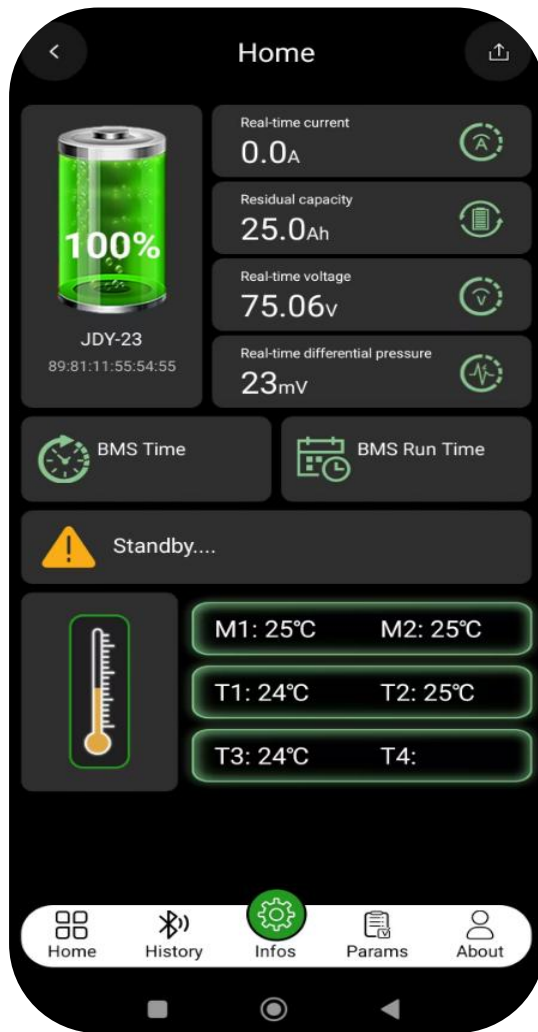 Home
100%
JDY-23
89:81:11:55:54:55
Real-time current
0.0A
A
Residual capacity
25.0Ah
Real-time voltage
75.06v
V
Real-time differential pressure
23mV
BMS Time
BMS Run Time
Standby....
M1: 25℃ M2: 25℃
T1: 24℃ T2: 25℃
T3: 24℃ T4:
Home History Infos Params About